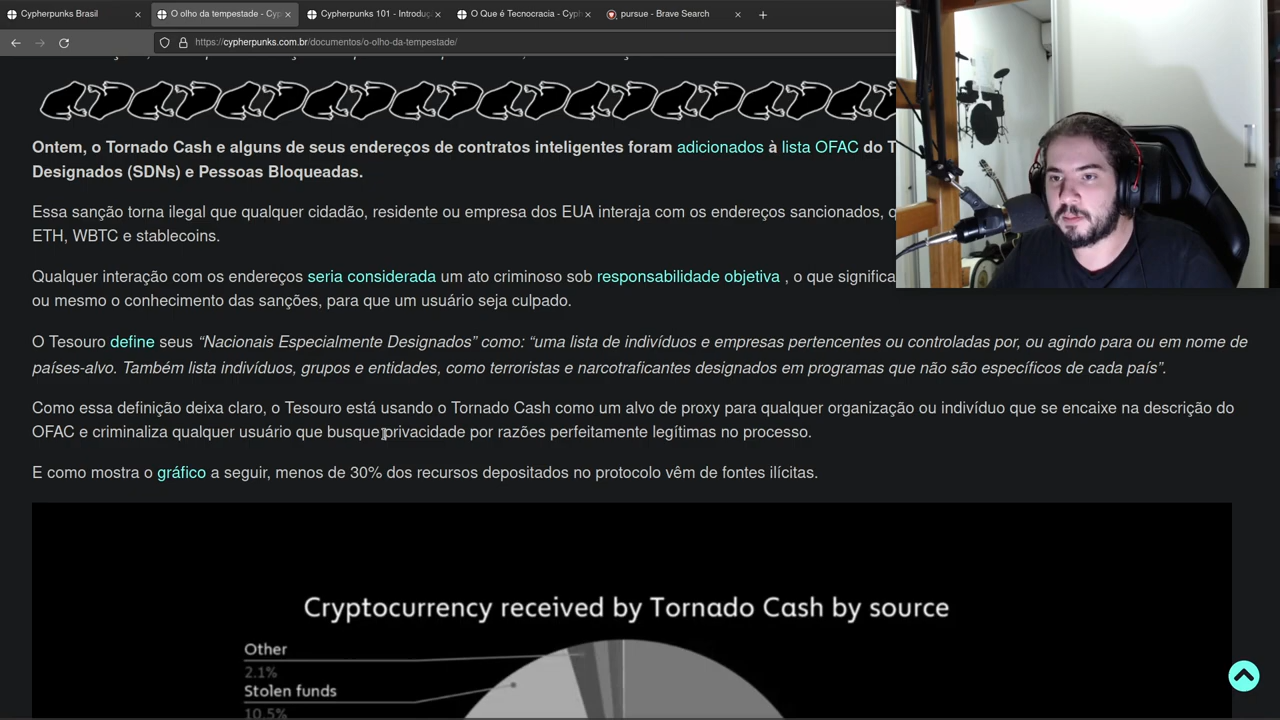 Cypherpunks Brasil
O olho da tempestade - Cyp
Cypherpunks 101 - Introduç
O Que é Tecnocracia - Cyph
pursue - Brave Search
https://cypherpunks.com.br/documentos/o-olho-da-tempestade/
Ontem, o Tornado Cash e alguns de seus endereços de contratos inteligentes foram adicionados à lista OFAC do T
Designados (SDNs) e Pessoas Bloqueadas.
Essa sanção torna ilegal que qualquer cidadão, residente ou empresa dos EUA interaja com os endereços sancionados, q
ETH, WBTC e stablecoins.
Qualquer interação com os endereços seria considerada um ato criminoso sob responsabilidade objetiva , o que significa
ou mesmo o conhecimento das sanções, para que um usuário seja culpado.
O Tesouro define seus “Nacionais Especialmente Designados” como: “uma lista de indivíduos e empresas pertencentes ou controladas por, ou agindo para ou em nome de
países-alvo. Também lista indivíduos, grupos e entidades, como terroristas e narcotraficantes designados em programas que não são específicos de cada país”.
Como essa definição deixa claro, o Tesouro está usando o Tornado Cash como um alvo de proxy para qualquer organização ou indivíduo que se encaixe na descrição do
OFAC e criminaliza qualquer usuário que busque privacidade por razões perfeitamente legítimas no processo.
E como mostra o gráfico a seguir, menos de 30% dos recursos depositados no protocolo vêm de fontes ilícitas.
Cryptocurrency received by Tornado Cash by source
Other
2.1%
Stolen funds
10.5%